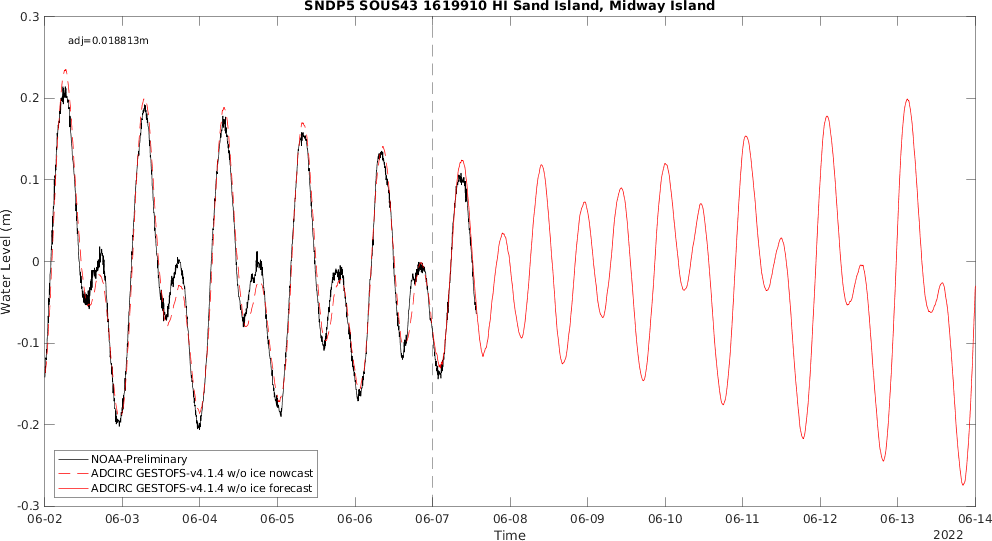 SNDP5 SOUS43 1619910 HI Sand Island, Midway Island
0.3
adj=0.018813m
0.2
0.1
0
-0.1
-0.2
-0.3
Water Level (m)
NOAA-Preliminary
ADCIRC GESTOFS-v4.1.4 w/o ice nowcast
ADCIRC GESTOFS-v4.1.4 w/o ice forecast
06-02 06-03 06-04 06-05 06-06 06-07 06-08 06-09 06-10 06-11 06-12 06-13 06-14
Time
2022